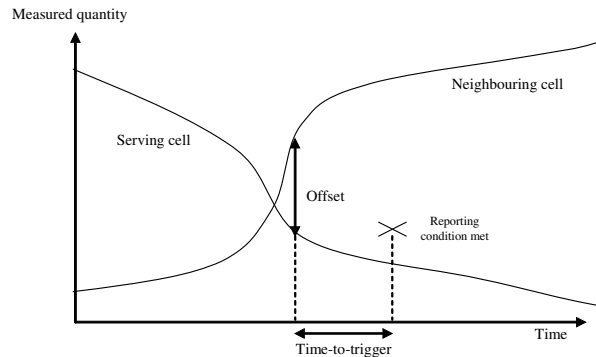 Measured quantity
Neighbouring cell
Serving cell
Offset
Reporting
condition met
Time
Time-to-trigger